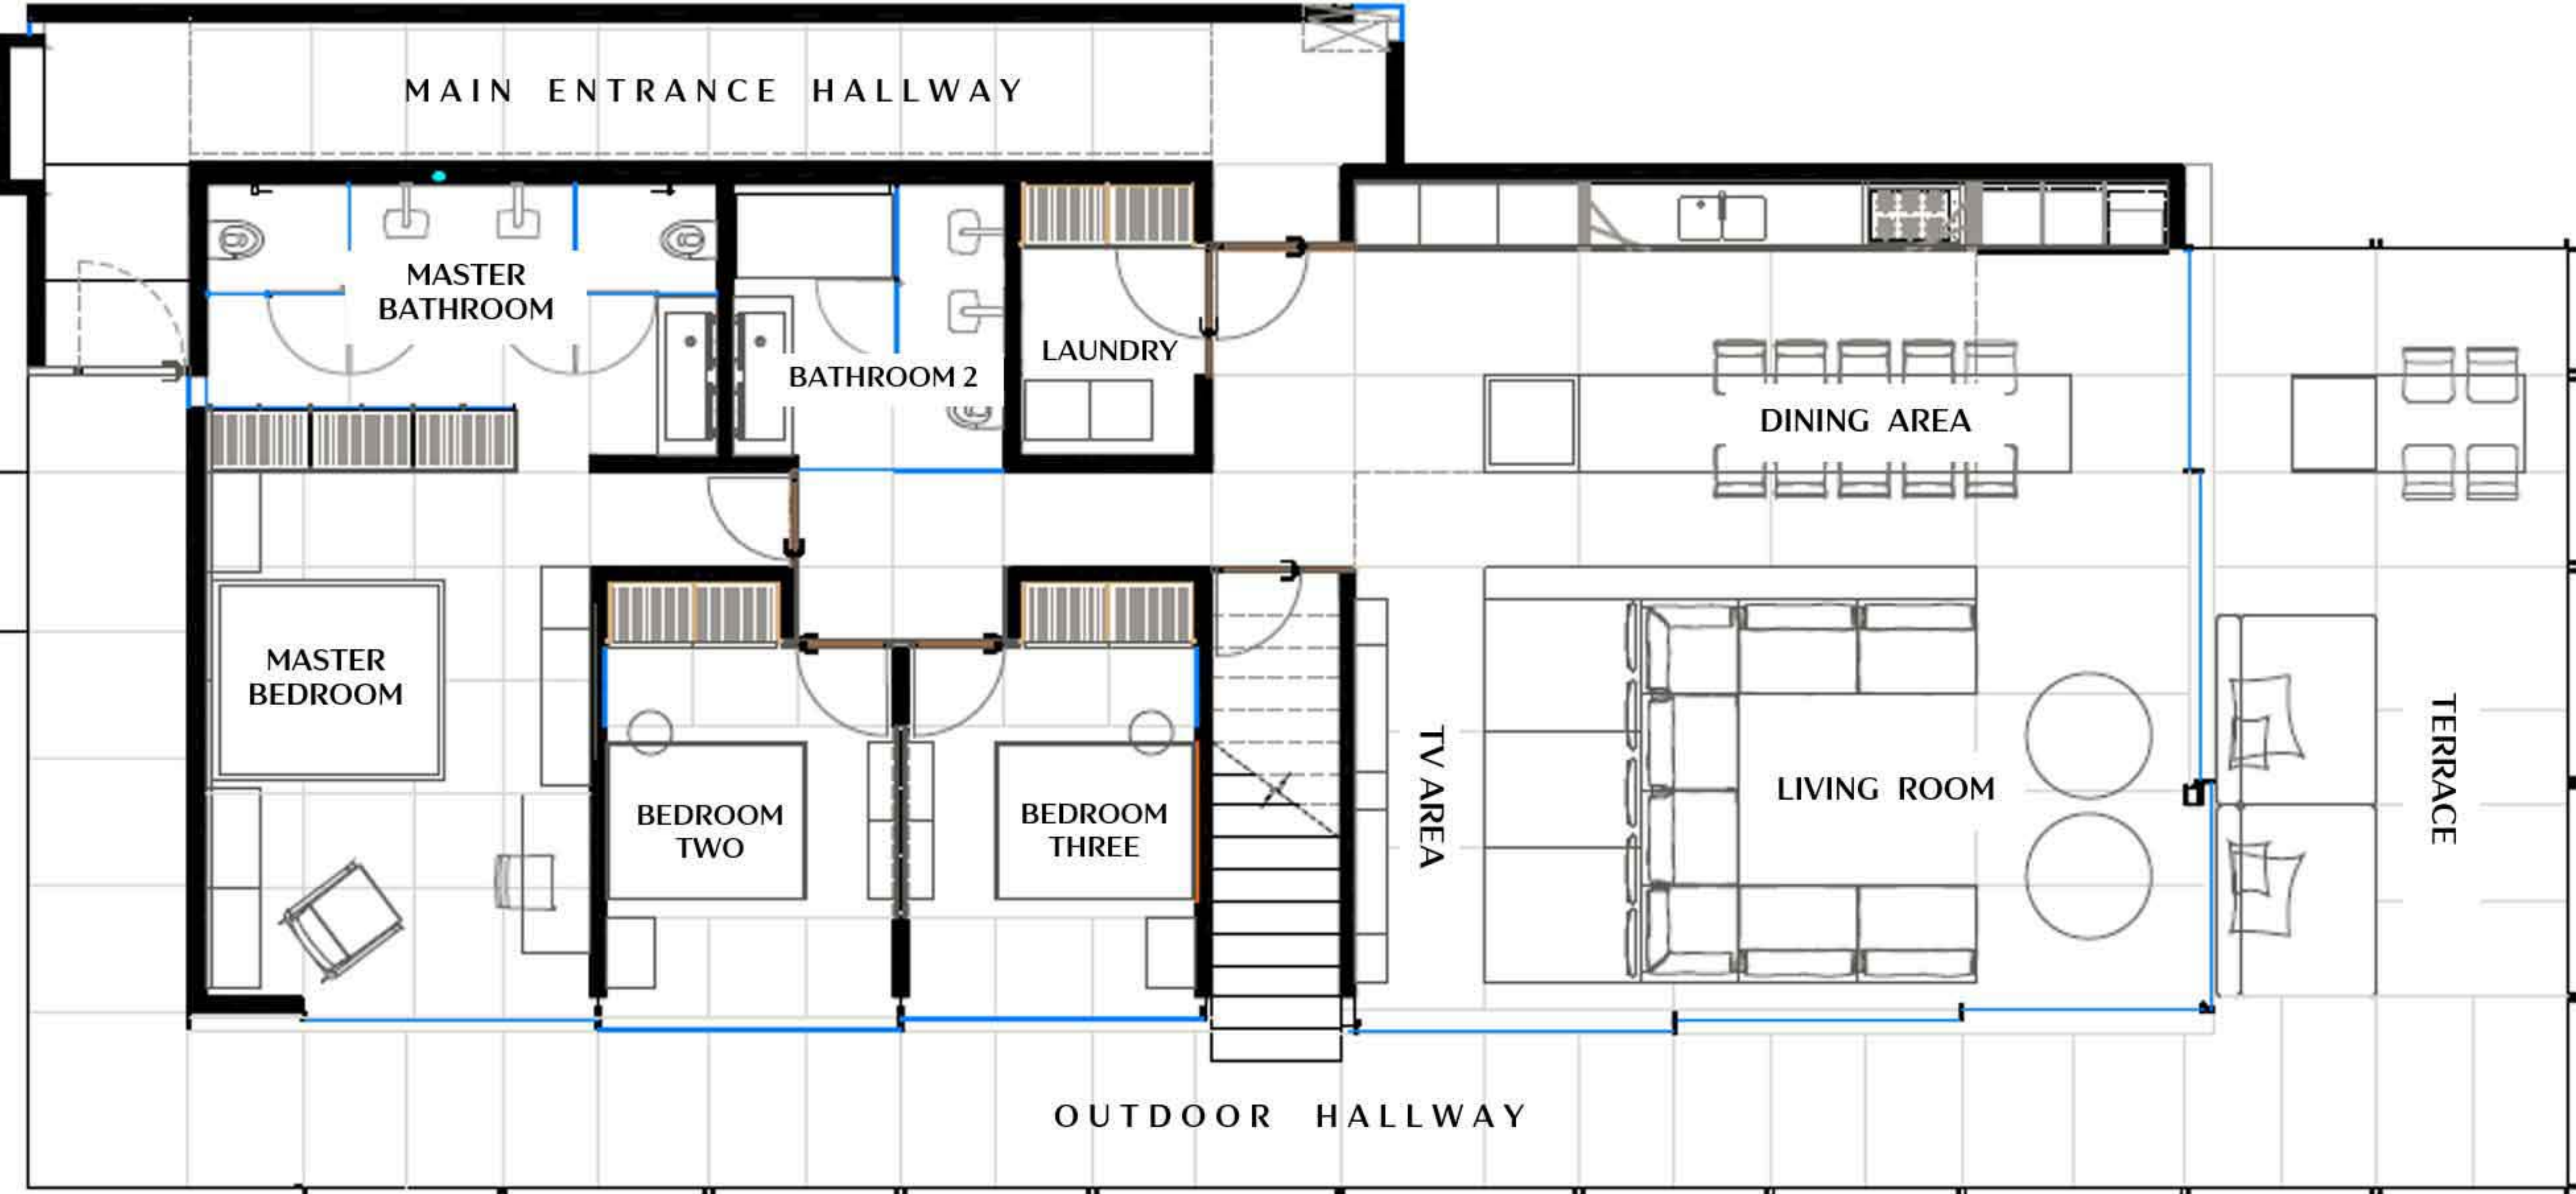 MAIN ENTRANCE HALLWAY
MASTER
BATHROOM
BATHROOM 2
LAUNDRY
DINING AREA
MASTER
BEDROOM
BEDROOM
TWO
BEDROOM
THREE
TV AREA
LIVING ROOM
TERRACE
OUTDOOR HALLWAY